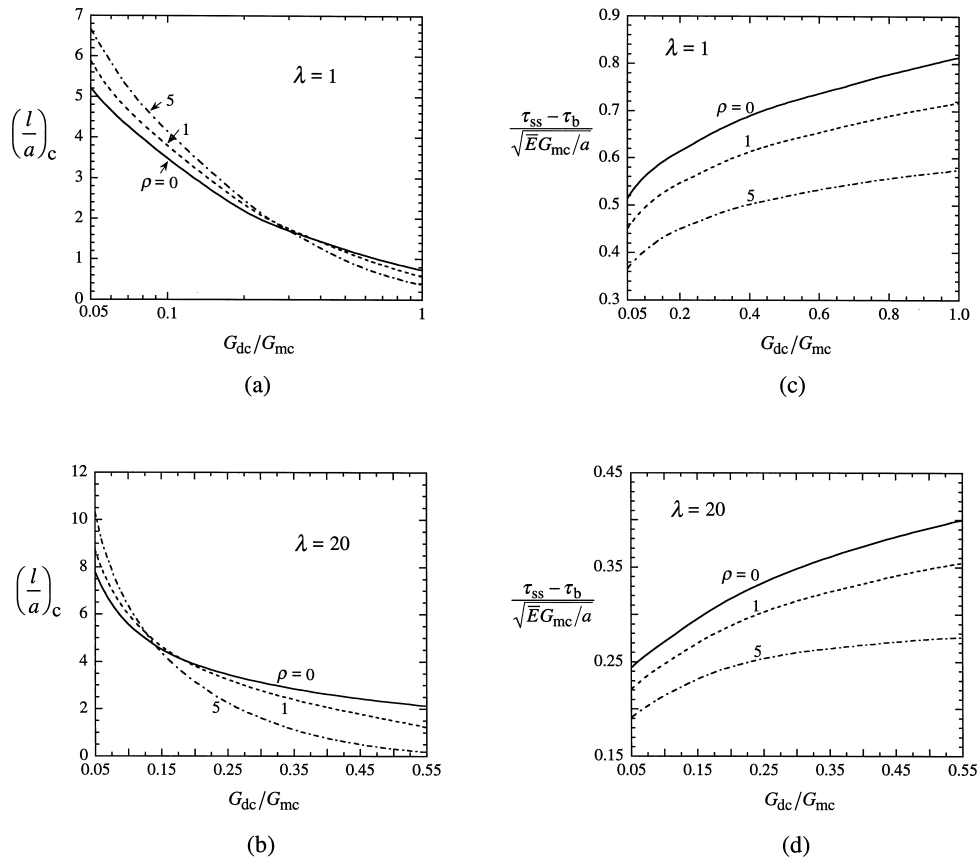 7
6
5
4
3
2
1
0
(l/a)c
λ = 1
5
1
ρ = 0
0.05
0.1
1
Gdc/Gmc
(a)
0.9
0.8
0.7
0.6
0.5
0.4
0.3
τss − τb
√E̅Gmc/a
λ = 1
ρ = 0
1
5
0.05
0.2
0.4
0.6
0.8
1.0
Gdc/Gmc
(c)
12
10
8
6
4
2
0
(l/a)c
λ = 20
ρ = 0
1
5
0.05
0.15
0.25
0.35
0.45
0.55
Gdc/Gmc
(b)
0.45
0.35
0.25
0.15
τss − τb
√E̅Gmc/a
λ = 20
ρ = 0
1
5
0.05
0.15
0.25
0.35
0.45
0.55
Gdc/Gmc
(d)